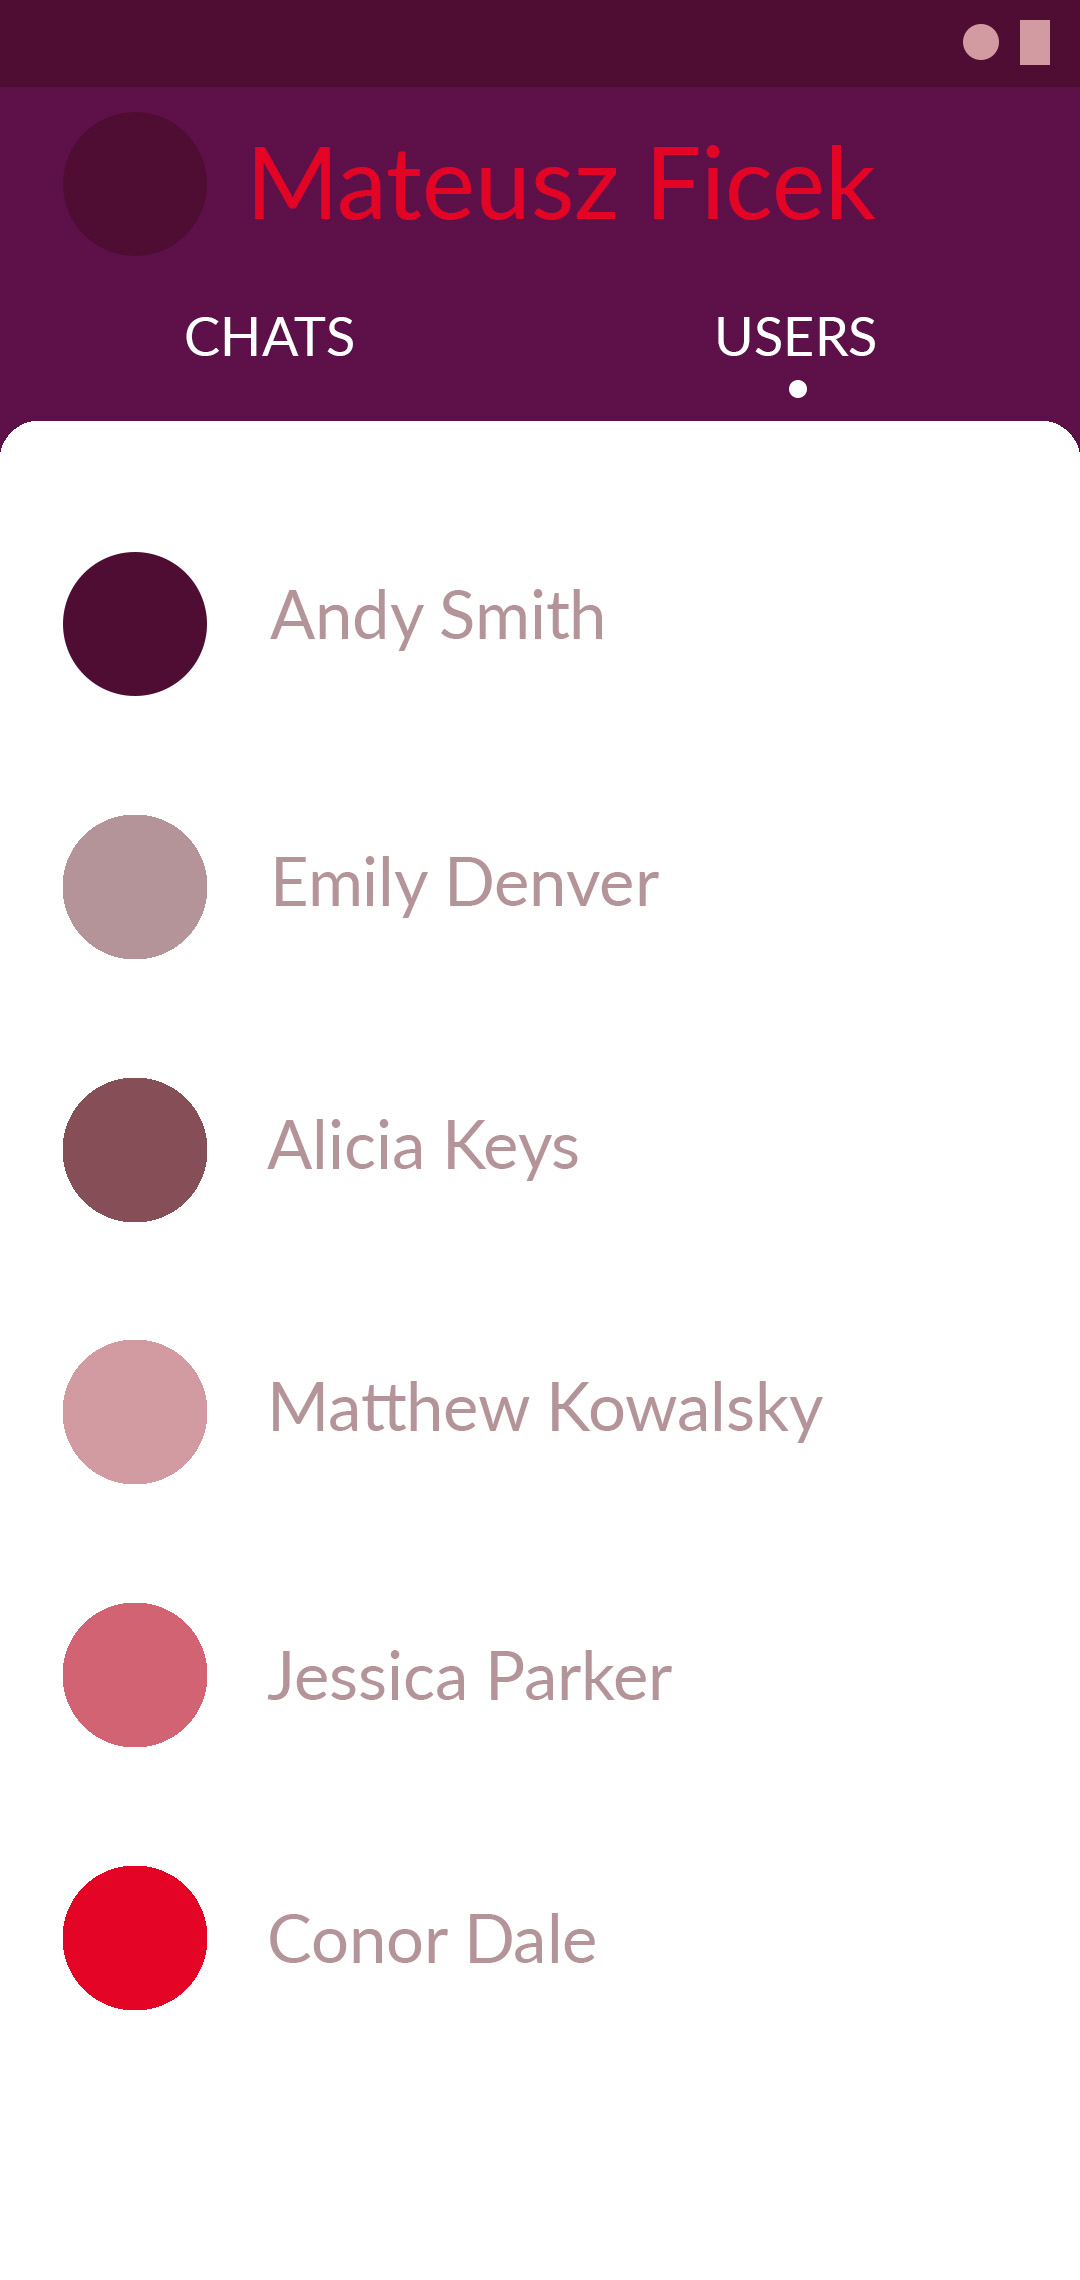 Mateusz Ficek
CHATS USERS
Andy Smith
Emily Denver
Alicia Keys
Matthew Kowalsky
Jessica Parker
Conor Dale